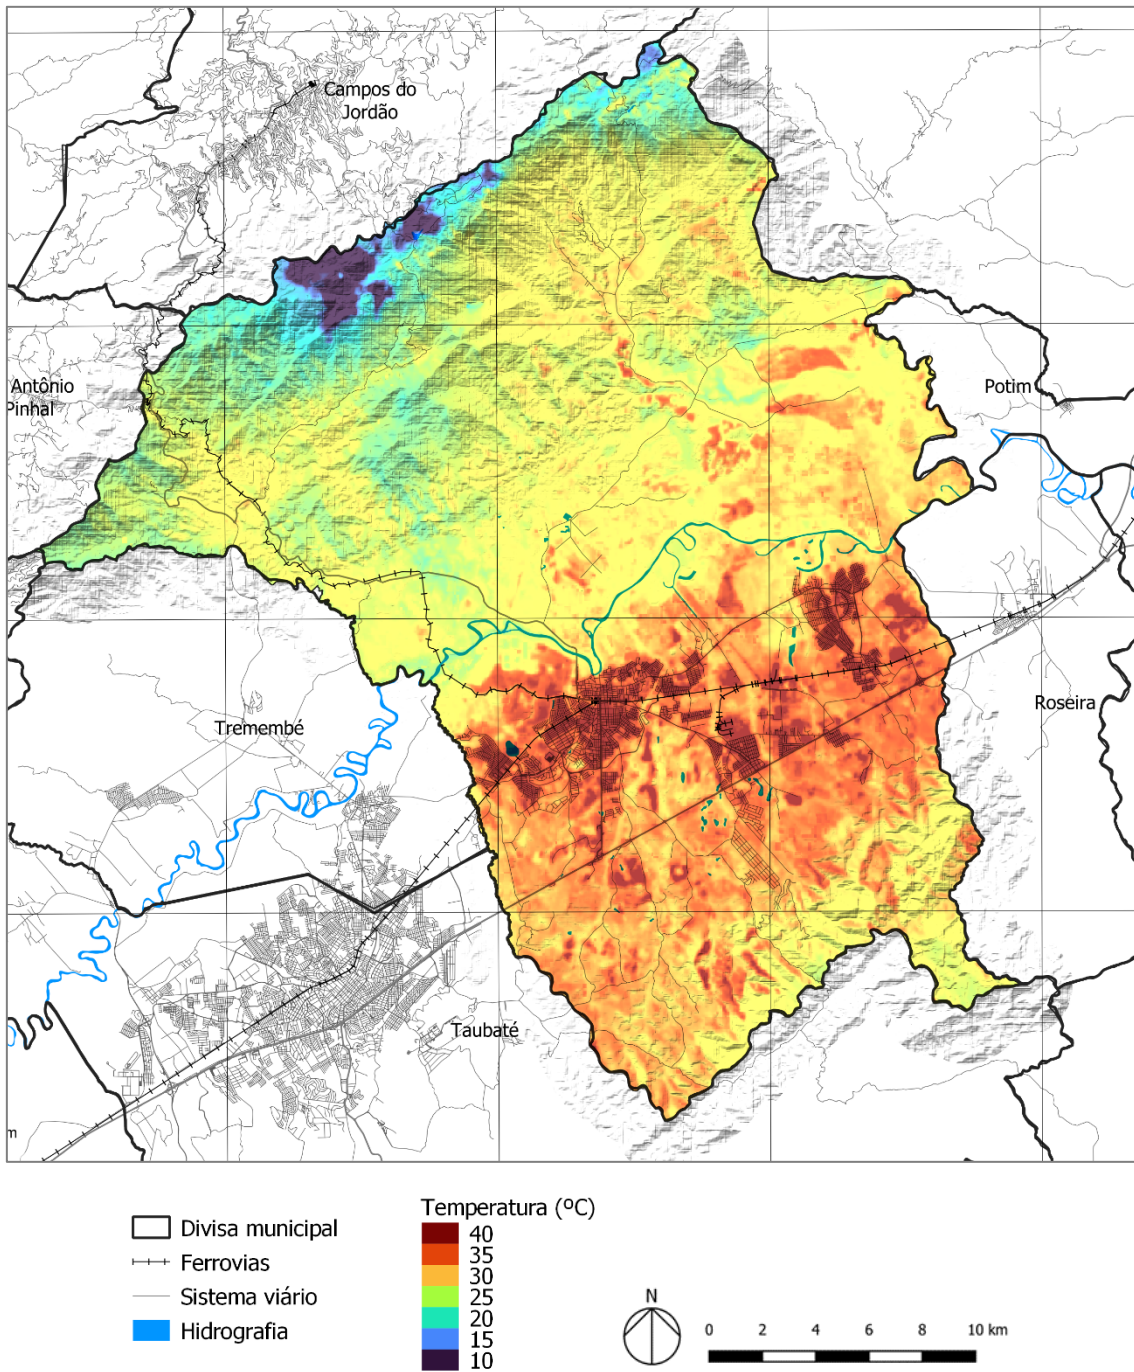 Campos do
Jordão
Antônio
Pinhal
Potim
Tremembé
Roseira
Taubaté
m
Divisa municipal
Ferrovias
Sistema viário
Hidrografia
Temperatura (ºC)
40
35
30
25
20
15
10
N
0 2 4 6 8 10 km